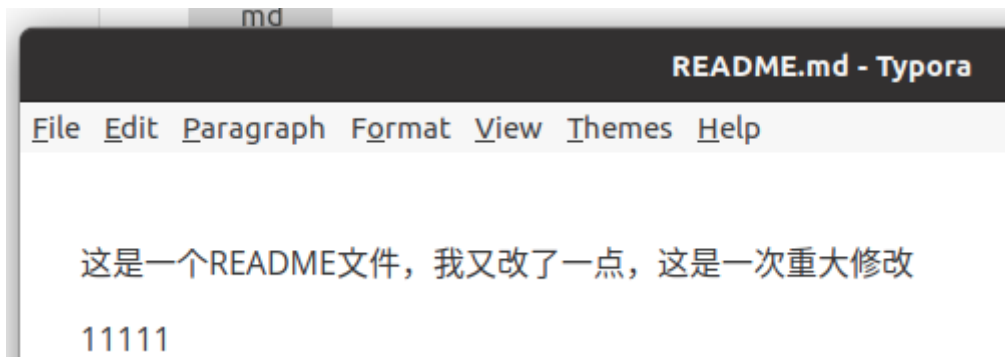 md
README.md - Typora
File Edit Paragraph Format View Themes Help
这是一个README文件，我又改了一点，这是一次重大修改
11111